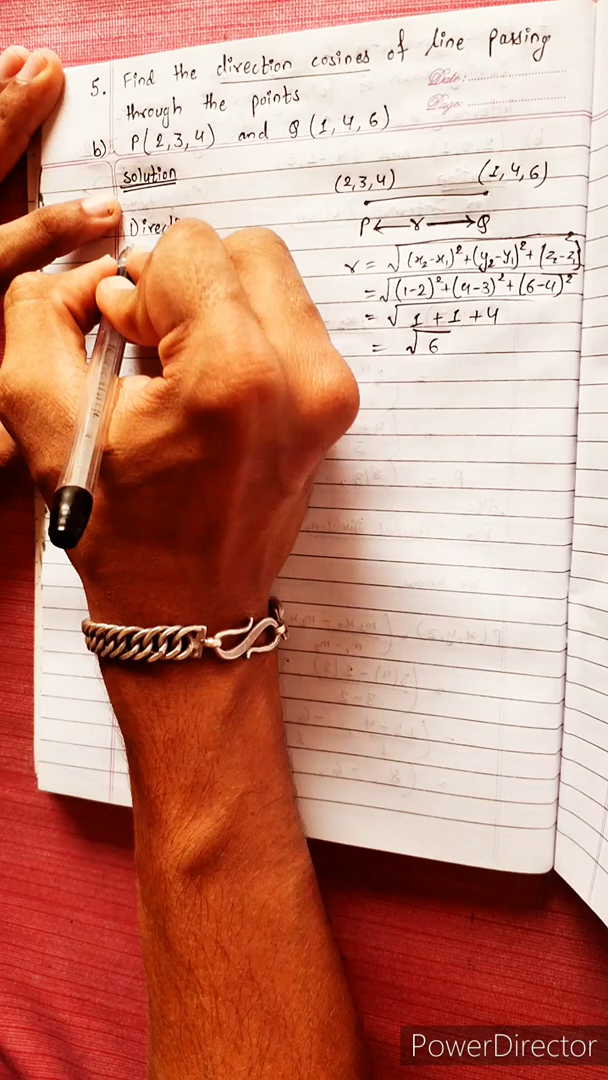 5. Find the direction cosines of line passing
Date:
through the points
Page:
b) P(2,3,4) and Q (1,4,6)
solution
(2,3,4) (1,4,6)
P←r→Q
r = √(x₂-x₁)²+(y₂-y₁)²+(z₂-z₁)²
= √(1-2)²+(4-3)²+(6-4)²
= √1+1+4
= √6
PowerDirector